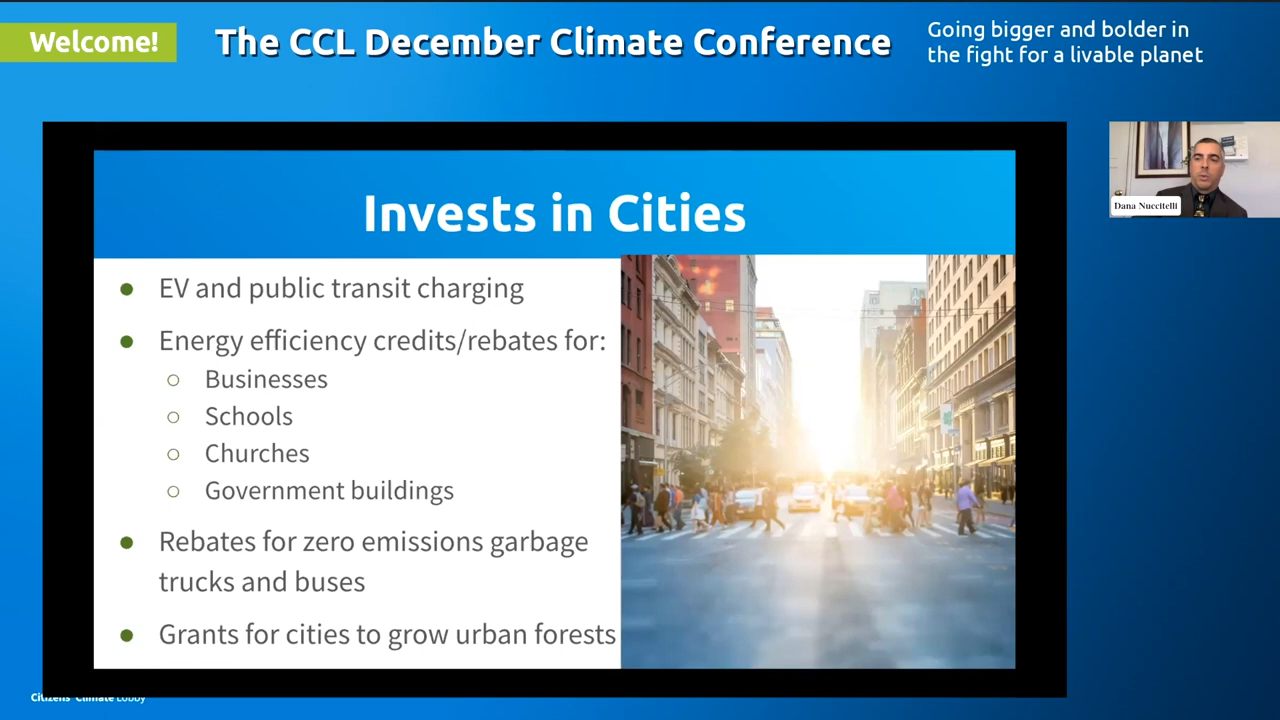 Welcome!
The CCL December Climate Conference
Going bigger and bolder in
the fight for a livable planet
Invests in Cities
● EV and public transit charging
● Energy efficiency credits/rebates for:
○ Businesses
○ Schools
○ Churches
○ Government buildings
● Rebates for zero emissions garbage
trucks and buses
● Grants for cities to grow urban forests
Dana Nuccitelli
Citizens' Climate Lobby